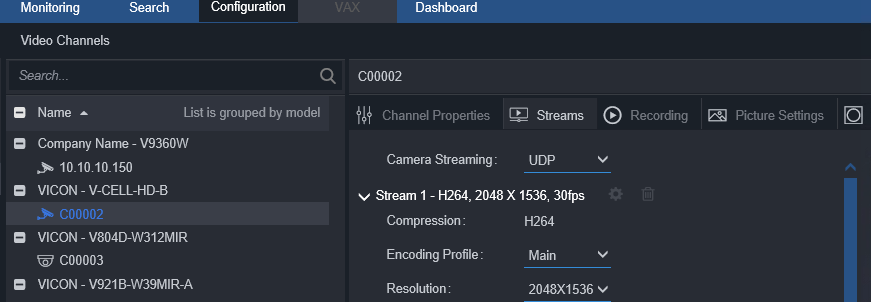 Monitoring Search Configuration VAX Dashboard
Video Channels
Search...
C00002
Name List is grouped by model
Channel Properties Streams Recording Picture Settings
Company Name - V9360W
10.10.10.150
VICON - V-CELL-HD-B
C00002
VICON - V804D-W312MIR
C00003
VICON - V921B-W39MIR-A
Camera Streaming: UDP
Stream 1 - H264, 2048 X 1536, 30fps
Compression: H264
Encoding Profile: Main
Resolution: 2048X1536